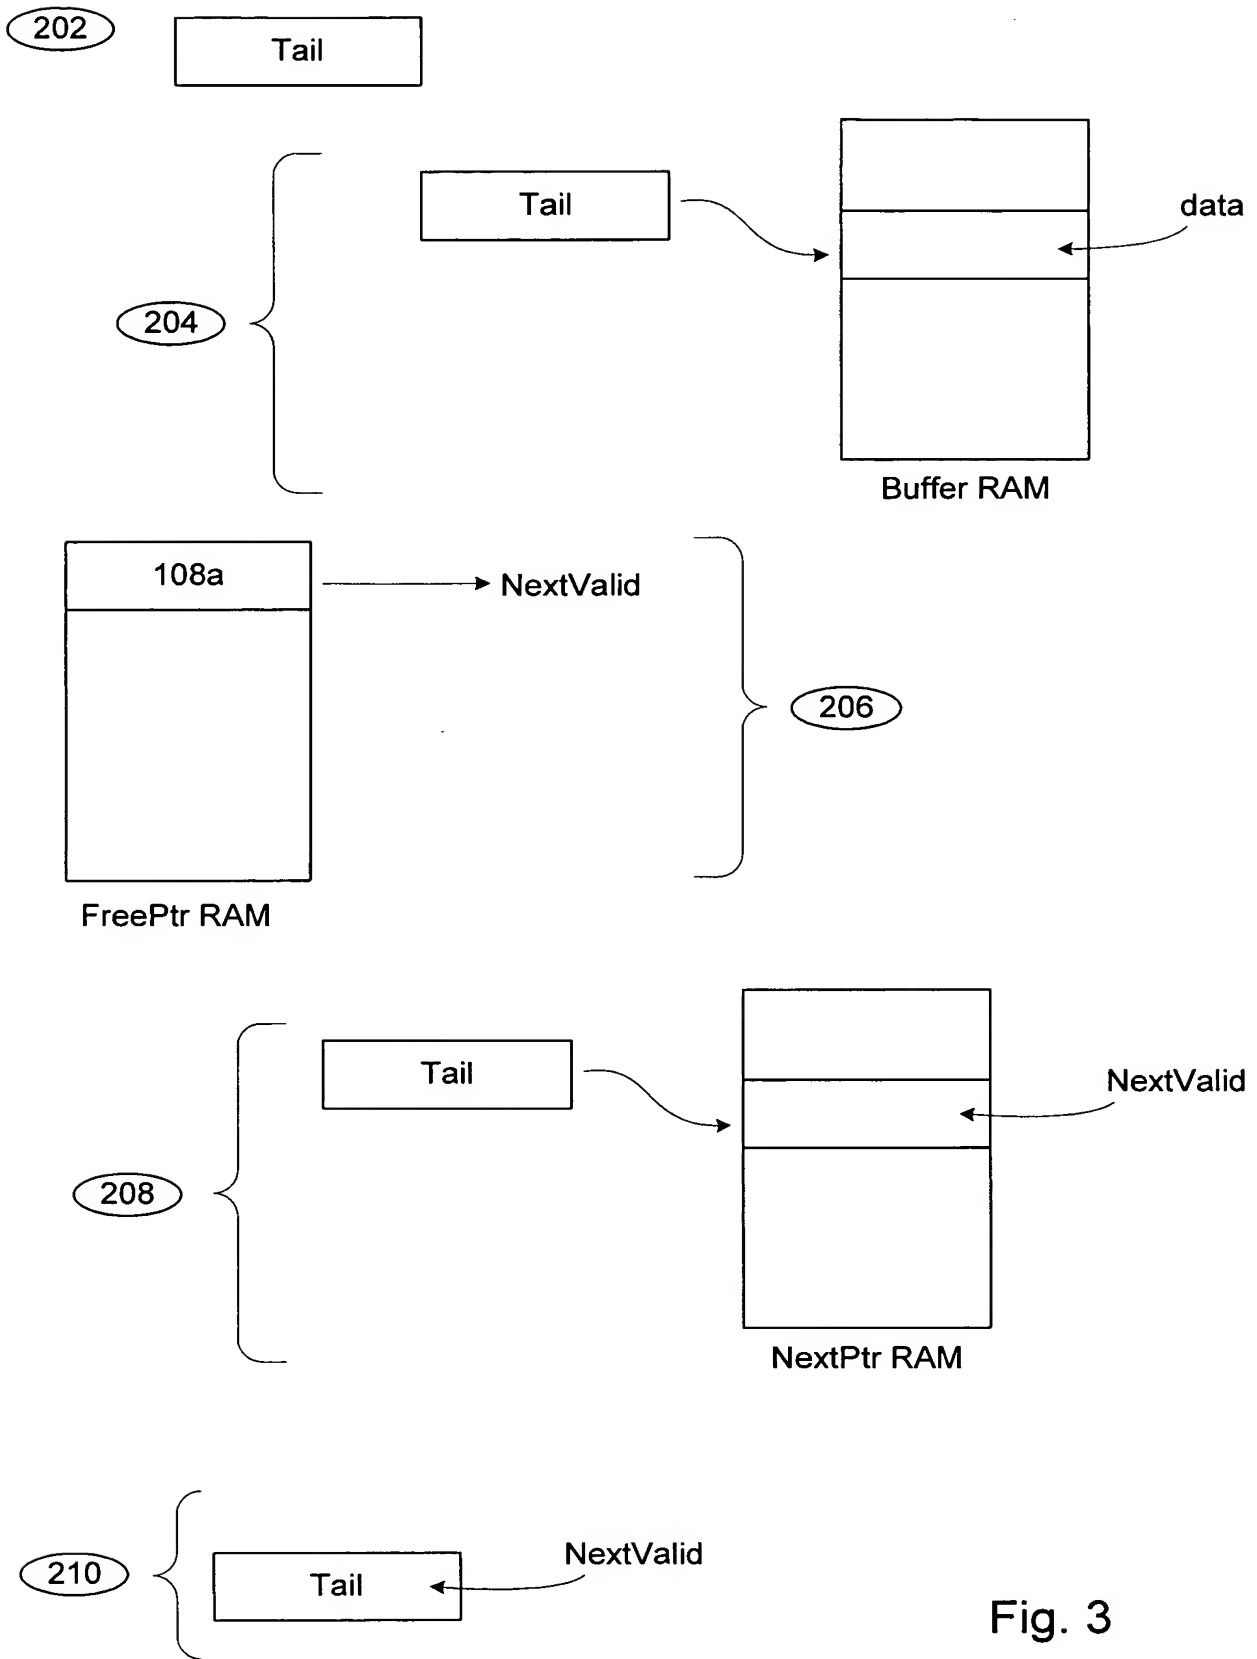 202
Tail
Tail
data
204
Buffer RAM
108a
NextValid
206
FreePtr RAM
Tail
NextValid
208
NextPtr RAM
NextValid
210
Tail
Fig. 3